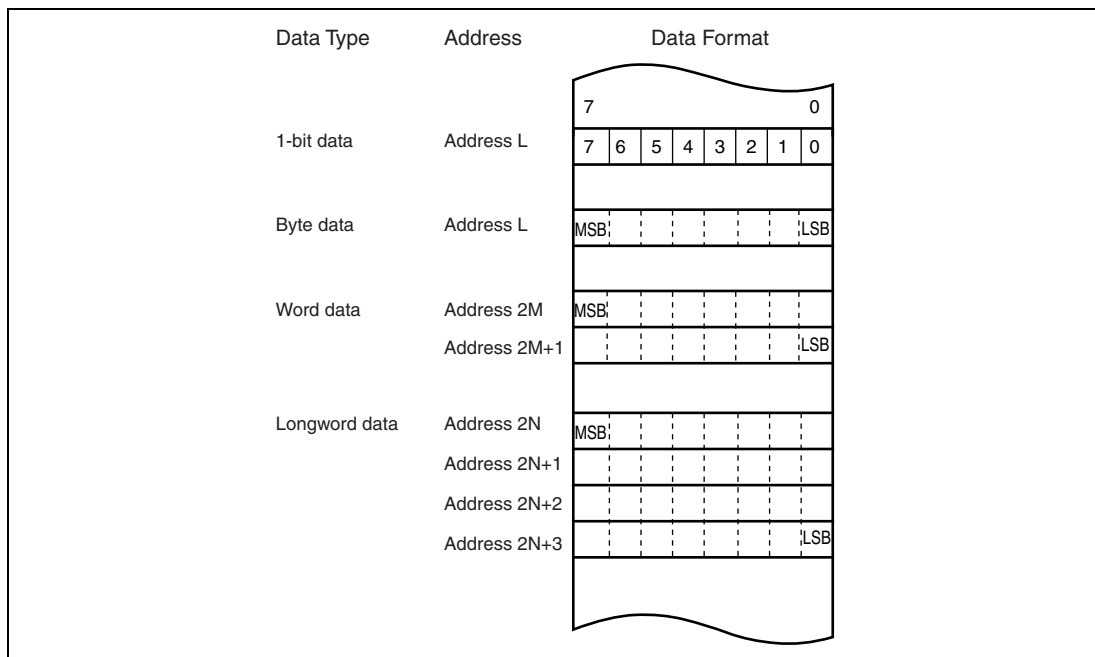 Data Type Address Data Format
7 0
1-bit data Address L 7 6 5 4 3 2 1 0
Byte data Address L MSB LSB
Word data Address 2M MSB
Address 2M+1 LSB
Longword data Address 2N MSB
Address 2N+1
Address 2N+2
Address 2N+3 LSB